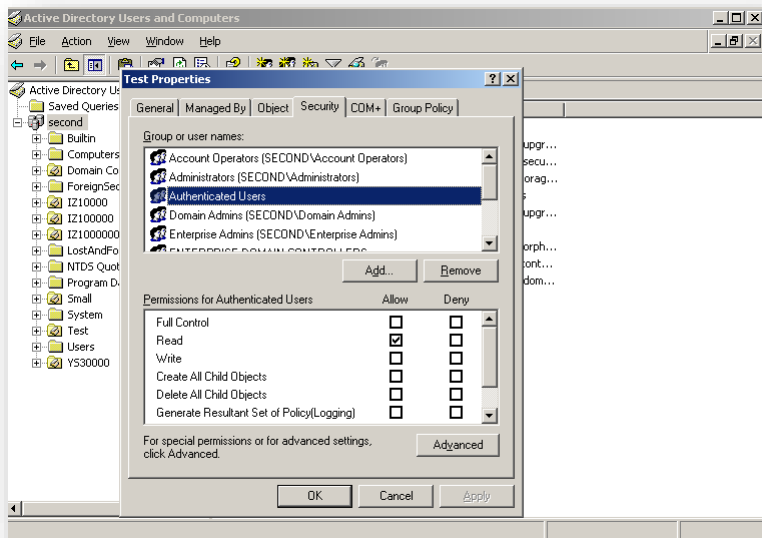 Active Directory Users and Computers
File Action View Window Help
Test Properties
Active Directory Us
Saved Queries
second
Builtin
Computers
Domain Co
ForeignSec
IZ10000
IZ100000
IZ1000000
LostAndFo
NTDS Quot
Program D
Small
System
Test
Users
YS30000
General Managed By Object Security COM+ Group Policy
Group or user names:
Account Operators (SECOND\Account Operators)
Administrators (SECOND\Administrators)
Authenticated Users
Domain Admins (SECOND\Domain Admins)
Enterprise Admins (SECOND\Enterprise Admins)
ENTERPRISE DOMAIN CONTROLLERS
Add... Remove
Permissions for Authenticated Users Allow Deny
Full Control
Read
Write
Create All Child Objects
Delete All Child Objects
Generate Resultant Set of Policy(Logging)
For special permissions or for advanced settings,
click Advanced.
Advanced
OK Cancel Apply
upgr...
secu...
orag...
upgr...
orph...
cont...
dom...